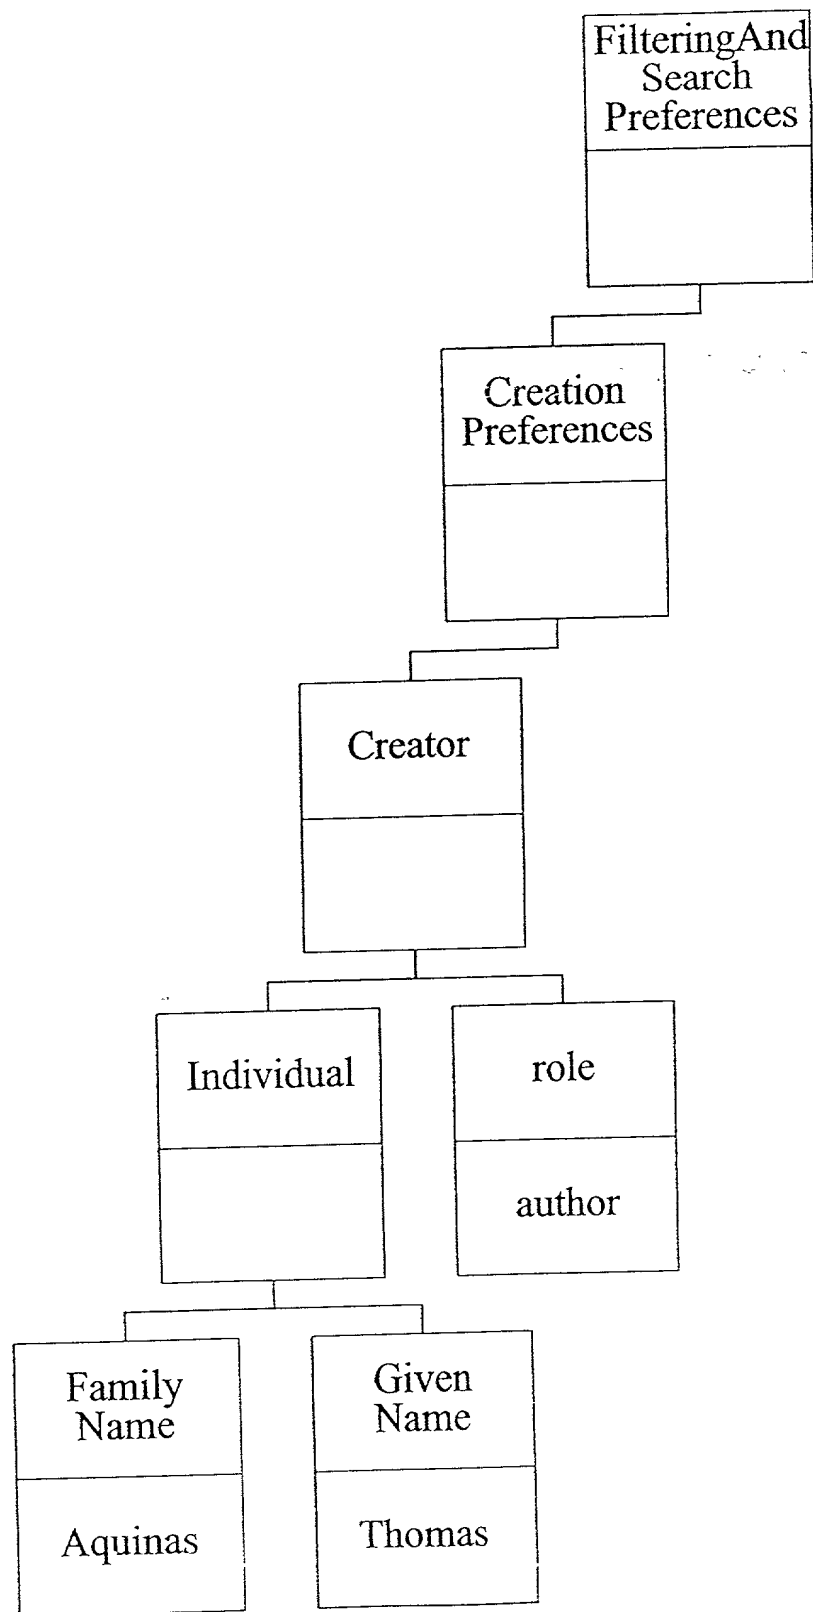 FilteringAnd
Search
Preferences
Creation
Preferences
Creator
Individual
role
author
Family
Name
Given
Name
Aquinas
Thomas